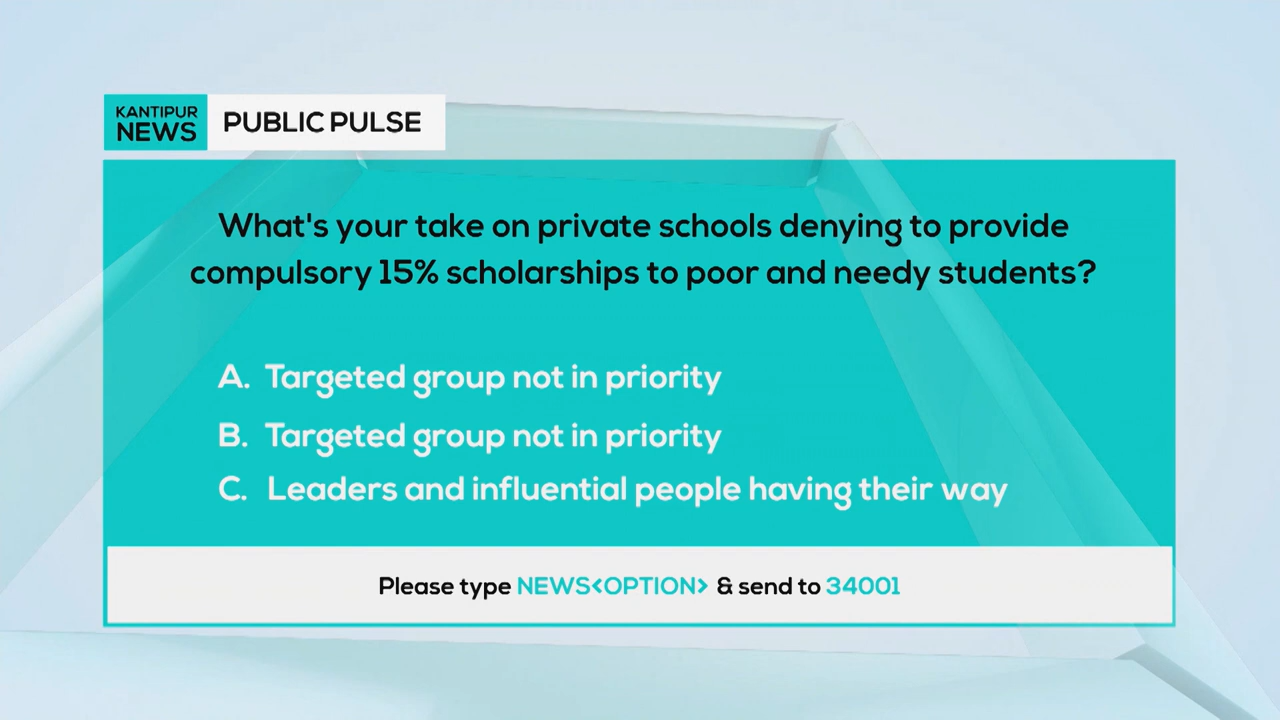 KANTIPUR
NEWS
PUBLIC PULSE
What's your take on private schools denying to provide
compulsory 15% scholarships to poor and needy students?
A. Targeted group not in priority
B. Targeted group not in priority
C. Leaders and influential people having their way
Please type NEWS<OPTION> & send to 34001